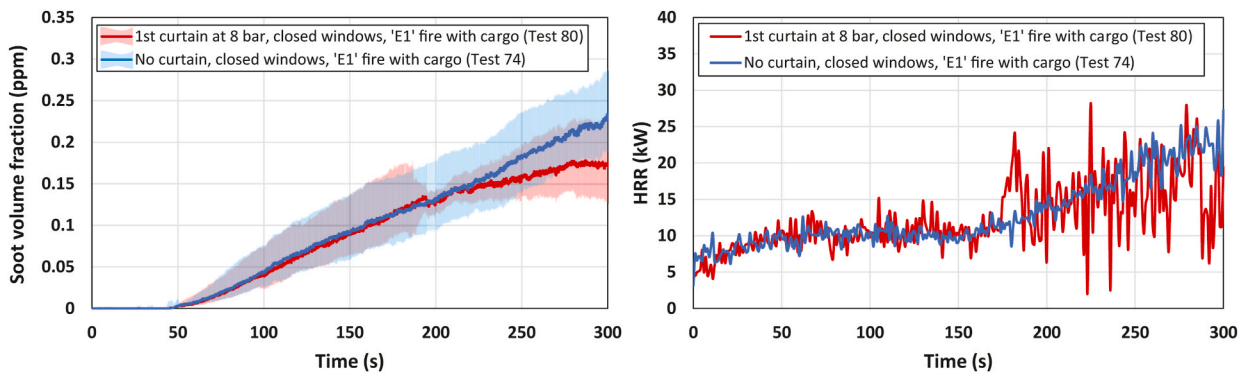 Soot volume fraction (ppm)
0.35
0.3
0.25
0.2
0.15
0.1
0.05
0
1st curtain at 8 bar, closed windows, 'E1' fire with cargo (Test 80)
No curtain, closed windows, 'E1' fire with cargo (Test 74)
0 50 100 150 200 250 300
Time (s)
HRR (kW)
40
35
30
25
20
15
10
5
0
1st curtain at 8 bar, closed windows, 'E1' fire with cargo (Test 80)
No curtain, closed windows, 'E1' fire with cargo (Test 74)
0 50 100 150 200 250 300
Time (s)